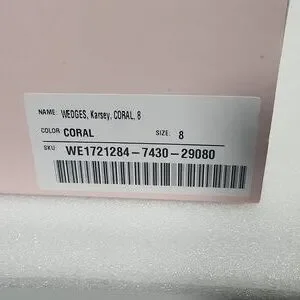 NAME: WEDGES, Karsey, CORAL, 8
COLOR CORAL SIZE: 8
SKU: WE1721284-7430-29080